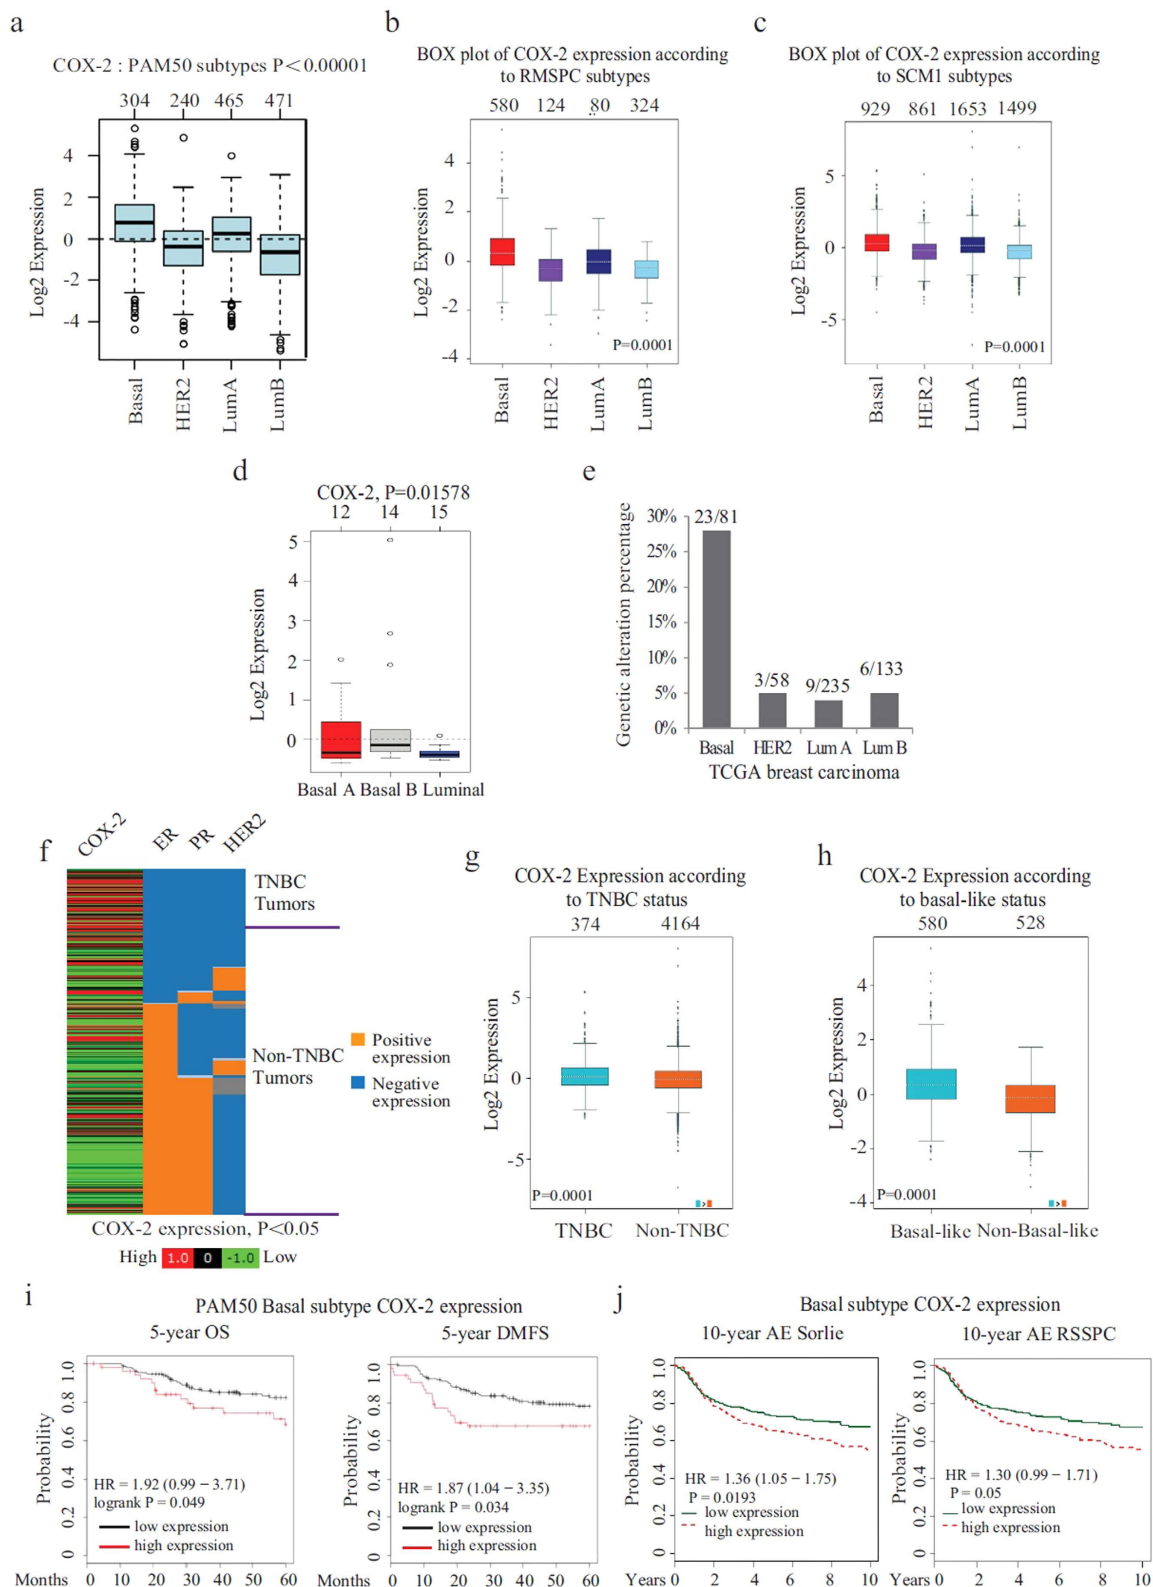 a
COX-2 : PAM50 subtypes P<0.00001
304 240 465 471
Log2 Expression
4
2
0
-2
-4
Basal HER2 LumA LumB
b
BOX plot of COX-2 expression according
to RMSPC subtypes
580 124 80 324
Log2 Expression
4
2
0
-2
-4
P=0.0001
Basal HER2 LumA LumB
c
BOX plot of COX-2 expression according
to SCM1 subtypes
929 861 1653 1499
Log2 Expression
5
0
-5
P=0.0001
Basal HER2 LumA LumB
d
COX-2, P=0.01578
12 14 15
Log2 Expression
5
4
3
2
1
0
Basal A Basal B Luminal
e
Genetic alteration percentage
30%
25%
20%
15%
10%
5%
0%
23/81
3/58
9/235
6/133
Basal HER2 Lum A Lum B
TCGA breast carcinoma
f
COX-2 ER PR HER2
TNBC
Tumors
Non-TNBC
Tumors
Positive
expression
Negative
expression
COX-2 expression, P<0.05
High 1.0 0 -1.0 Low
g
COX-2 Expression according
to TNBC status
374 4164
Log2 Expression
5
0
-5
P=0.0001
>
TNBC Non-TNBC
h
COX-2 Expression according
to basal-like status
580 528
Log2 Expression
4
2
0
-2
-4
P=0.0001
>
Basal-like Non-Basal-like
i
PAM50 Basal subtype COX-2 expression
5-year OS
Probability
1.0
0.8
0.6
0.4
0.2
0
HR = 1.92 (0.99 – 3.71)
logrank P = 0.049
low expression
high expression
Months 0 10 20 30 40 50 60
5-year DMFS
Probability
1.0
0.8
0.6
0.4
0.2
0
HR = 1.87 (1.04 – 3.35)
logrank P = 0.034
low expression
high expression
Months 0 10 20 30 40 50 60
j
Basal subtype COX-2 expression
10-year AE Sorlie
Probability
1.0
0.8
0.6
0.4
0.2
0
HR = 1.36 (1.05 – 1.75)
P = 0.0193
low expression
high expression
Years 0 2 4 6 8 10
10-year AE RSSPC
Probability
1.0
0.8
0.6
0.4
0.2
0
HR = 1.30 (0.99 – 1.71)
P = 0.05
low expression
high expression
Years 0 2 4 6 8 10